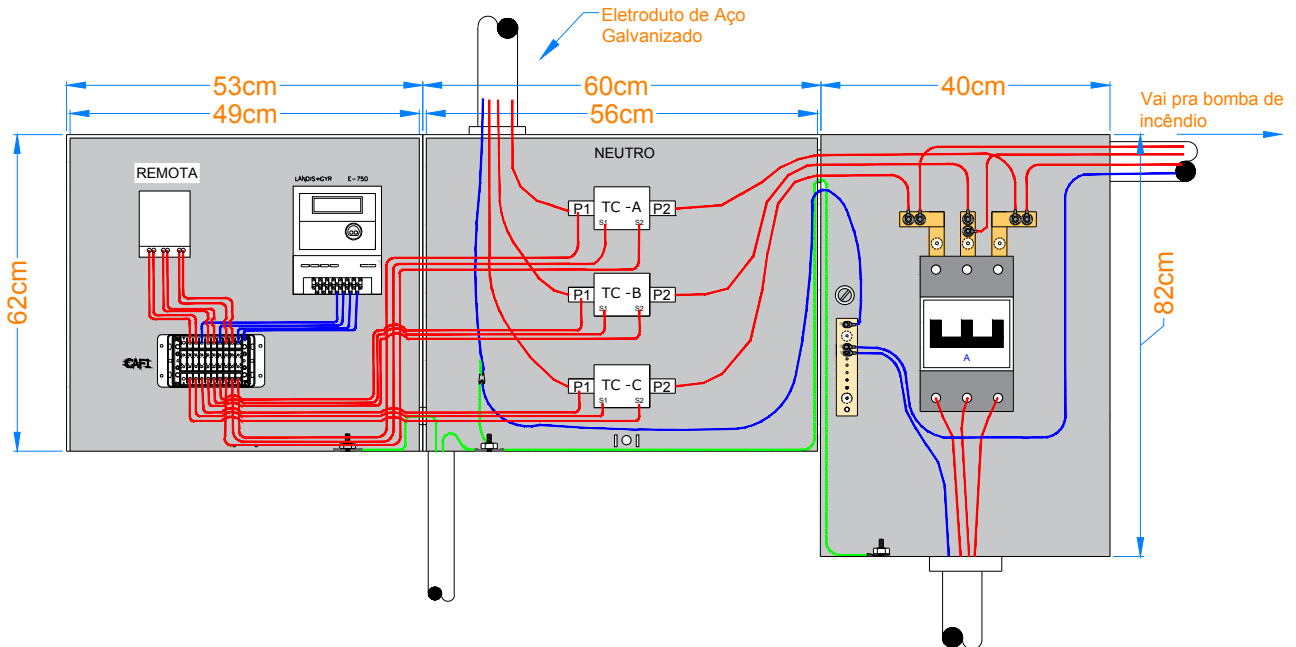 Eletroduto de Aço
Galvanizado
53cm
60cm
40cm
49cm
56cm
Vai pra bomba de
incêndio
NEUTRO
REMOTA
LANDIS+GYR E-750
P1 TC -A P2
S1 S2
62cm
82cm
P1 TC -B P2
S1 S2
A
CAFI
P1 TC -C P2
S1 S2